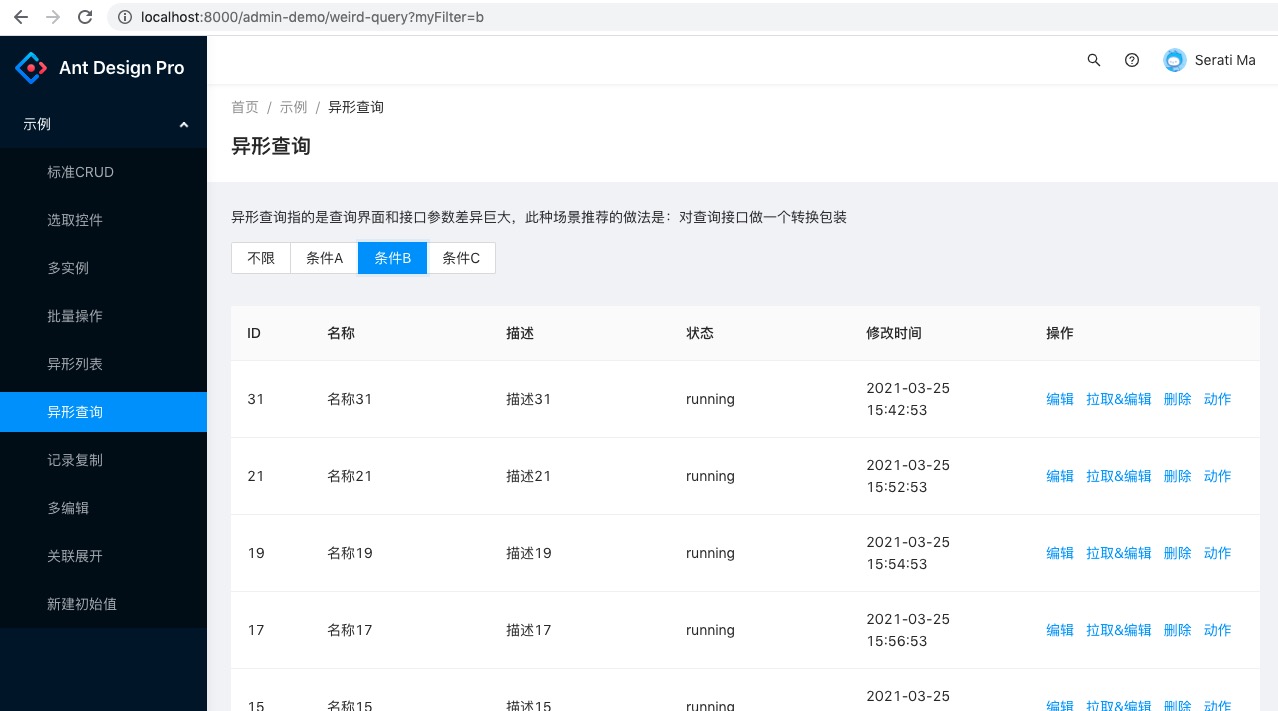 localhost:8000/admin-demo/weird-query?myFilter=b
Ant Design Pro
Serati Ma
示例
标准CRUD
选取控件
多实例
批量操作
异形列表
异形查询
记录复制
多编辑
关联展开
新建初始值
首页 / 示例 / 异形查询
异形查询
异形查询指的是查询界面和接口参数差异巨大，此种场景推荐的做法是：对查询接口做一个转换包装
不限 条件A 条件B 条件C
ID 名称 描述 状态 修改时间 操作
31 名称31 描述31 running 2021-03-25 15:42:53 编辑 拉取&编辑 删除 动作
21 名称21 描述21 running 2021-03-25 15:52:53 编辑 拉取&编辑 删除 动作
19 名称19 描述19 running 2021-03-25 15:54:53 编辑 拉取&编辑 删除 动作
17 名称17 描述17 running 2021-03-25 15:56:53 编辑 拉取&编辑 删除 动作
15 名称15 描述15 running 2021-03-25 编辑 拉取&编辑 删除 动作